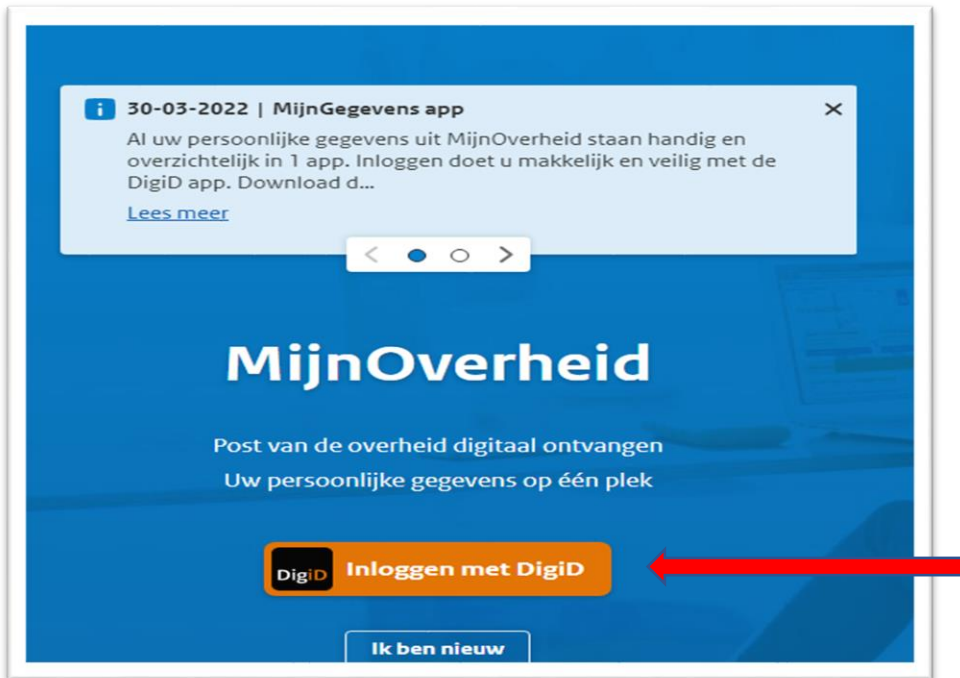 30-03-2022 | MijnGegevens app
Al uw persoonlijke gegevens uit MijnOverheid staan handig en
overzichtelijk in 1 app. Inloggen doet u makkelijk en veilig met de
DigiD app. Download d...
Lees meer
MijnOverheid
Post van de overheid digitaal ontvangen
Uw persoonlijke gegevens op één plek
DigiD Inloggen met DigiD
Ik ben nieuw